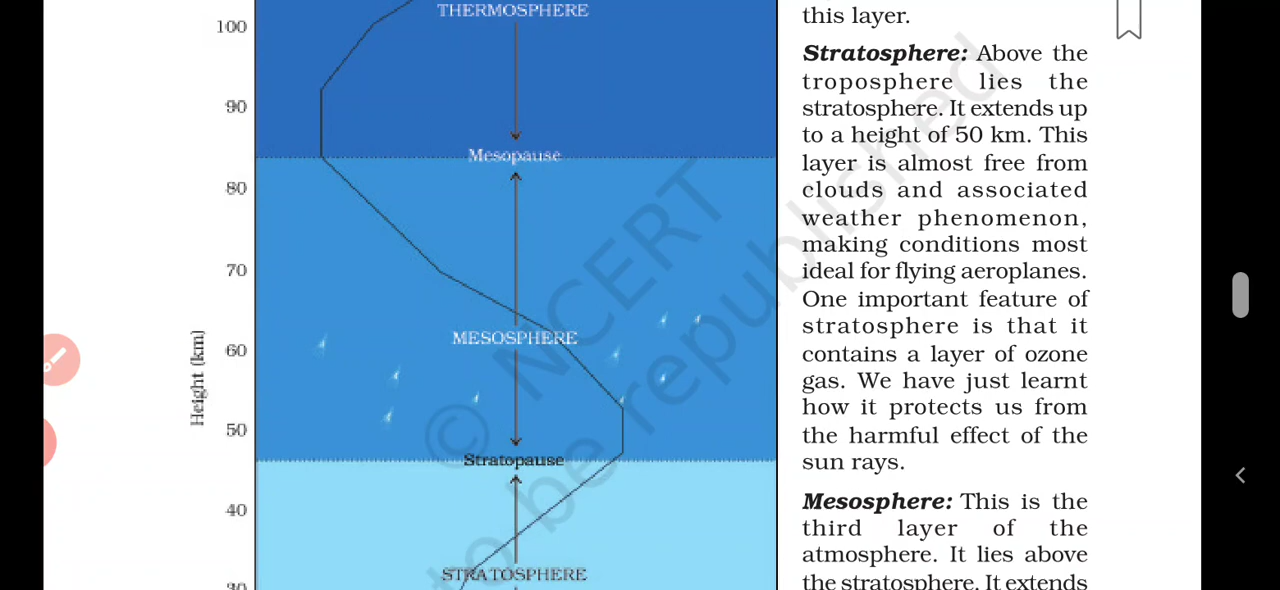 THERMOSPHERE
100
90
Mesopause
80
70
MESOSPHERE
60
Height (km)
50
Stratopause
40
STRATOSPHERE
30
© NCERT
to be republished
this layer.
Stratosphere: Above the
troposphere lies the
stratosphere. It extends up
to a height of 50 km. This
layer is almost free from
clouds and associated
weather phenomenon,
making conditions most
ideal for flying aeroplanes.
One important feature of
stratosphere is that it
contains a layer of ozone
gas. We have just learnt
how it protects us from
the harmful effect of the
sun rays.
Mesosphere: This is the
third layer of the
atmosphere. It lies above
the stratosphere. It extends